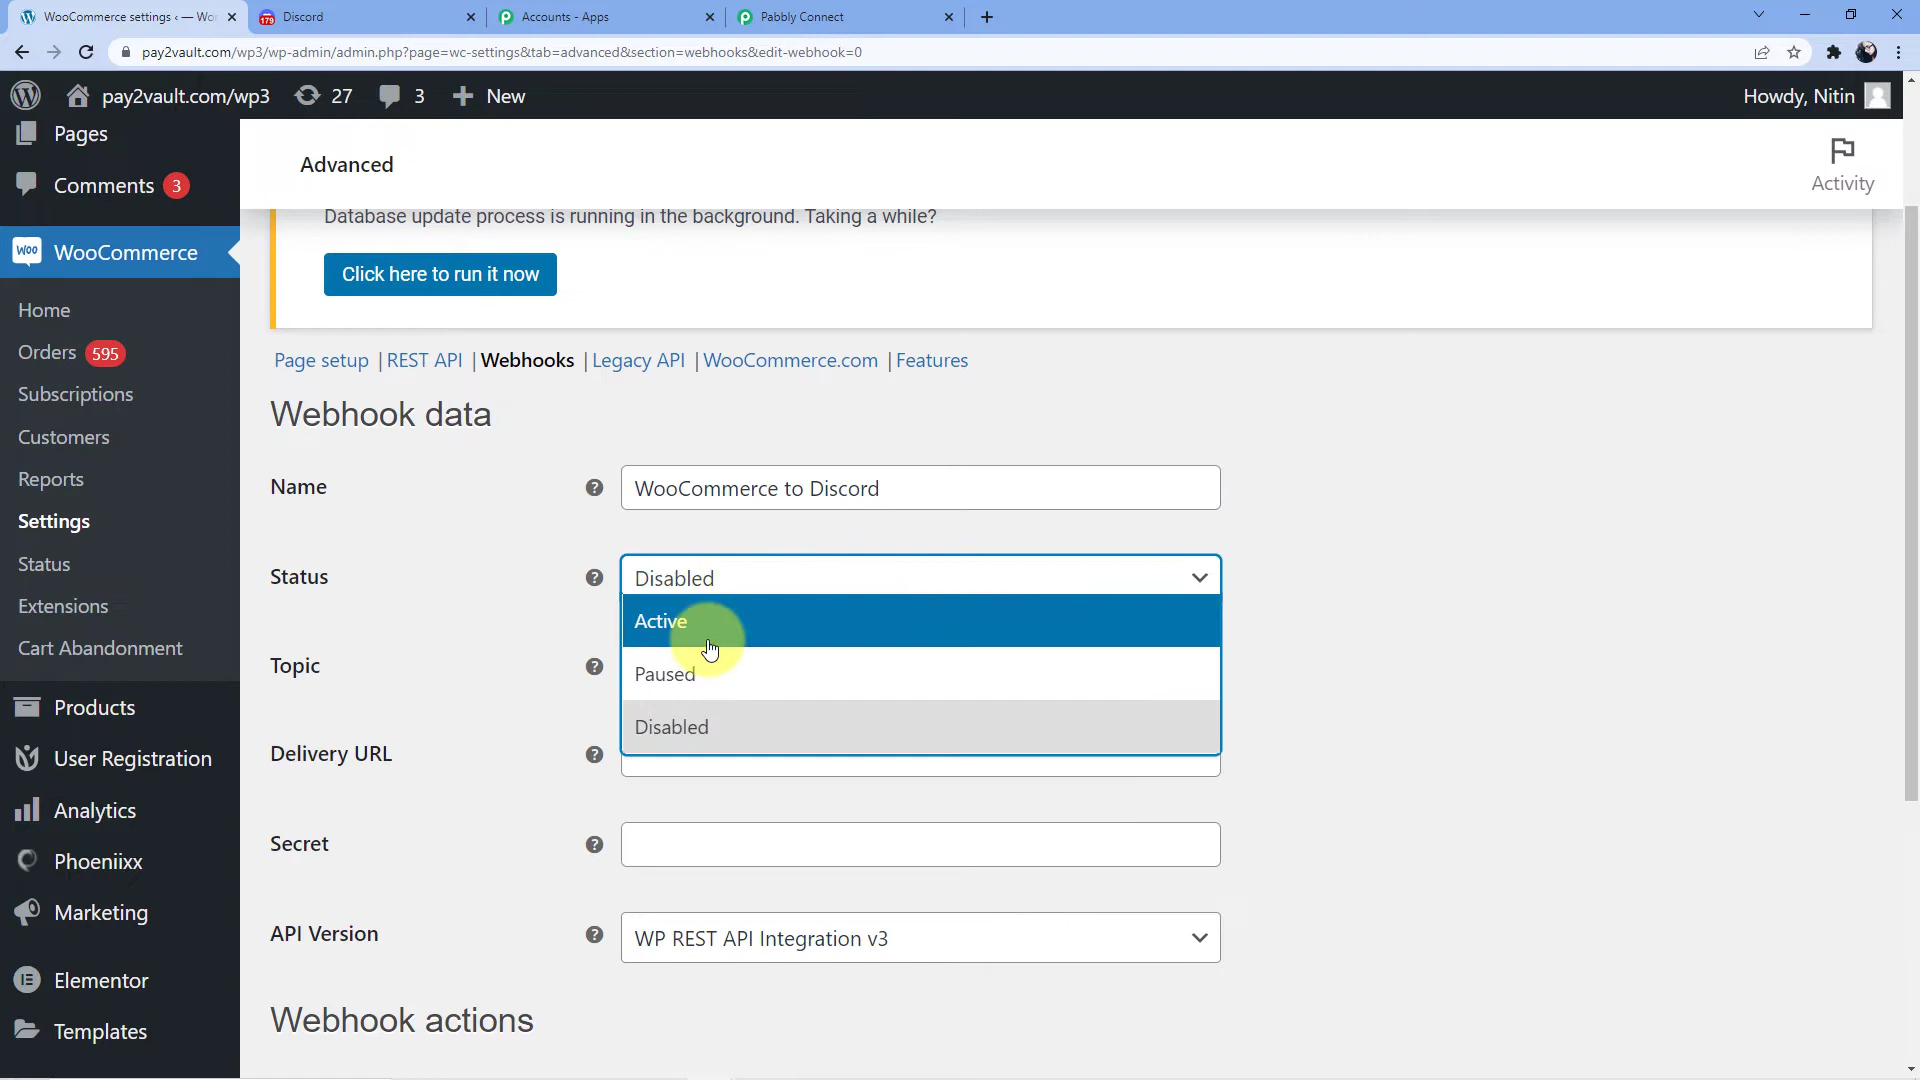 WooCommerce settings ‹ — Wor
Discord
Accounts - Apps
Pabbly Connect
pay2vault.com/wp3/wp-admin/admin.php?page=wc-settings&tab=advanced&section=webhooks&edit-webhook=0
pay2vault.com/wp3
27
3
New
Howdy, Nitin
Pages
Comments 3
WooCommerce
Home
Orders 595
Subscriptions
Customers
Reports
Settings
Status
Extensions
Cart Abandonment
Products
User Registration
Analytics
Phoeniixx
Marketing
Elementor
Templates
Advanced
Activity
Database update process is running in the background. Taking a while?
Click here to run it now
Page setup | REST API | Webhooks | Legacy API | WooCommerce.com | Features
Webhook data
Name
WooCommerce to Discord
Status
Disabled
Active
Paused
Disabled
Topic
Delivery URL
Secret
API Version
WP REST API Integration v3
Webhook actions